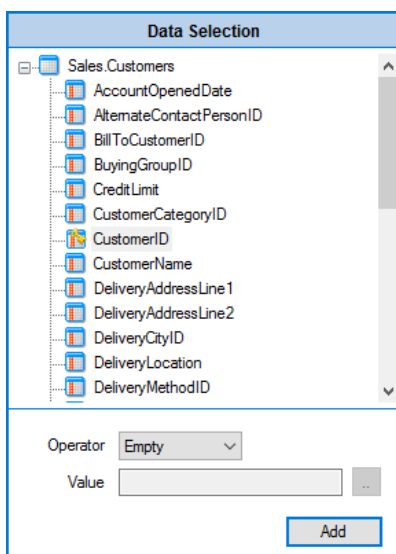 Data Selection
Sales.Customers
AccountOpenedDate
AlternateContactPersonID
BillToCustomerID
BuyingGroupID
CreditLimit
CustomerCategoryID
CustomerID
CustomerName
DeliveryAddressLine1
DeliveryAddressLine2
DeliveryCityID
DeliveryLocation
DeliveryMethodID
Operator Empty
Value ..
Add